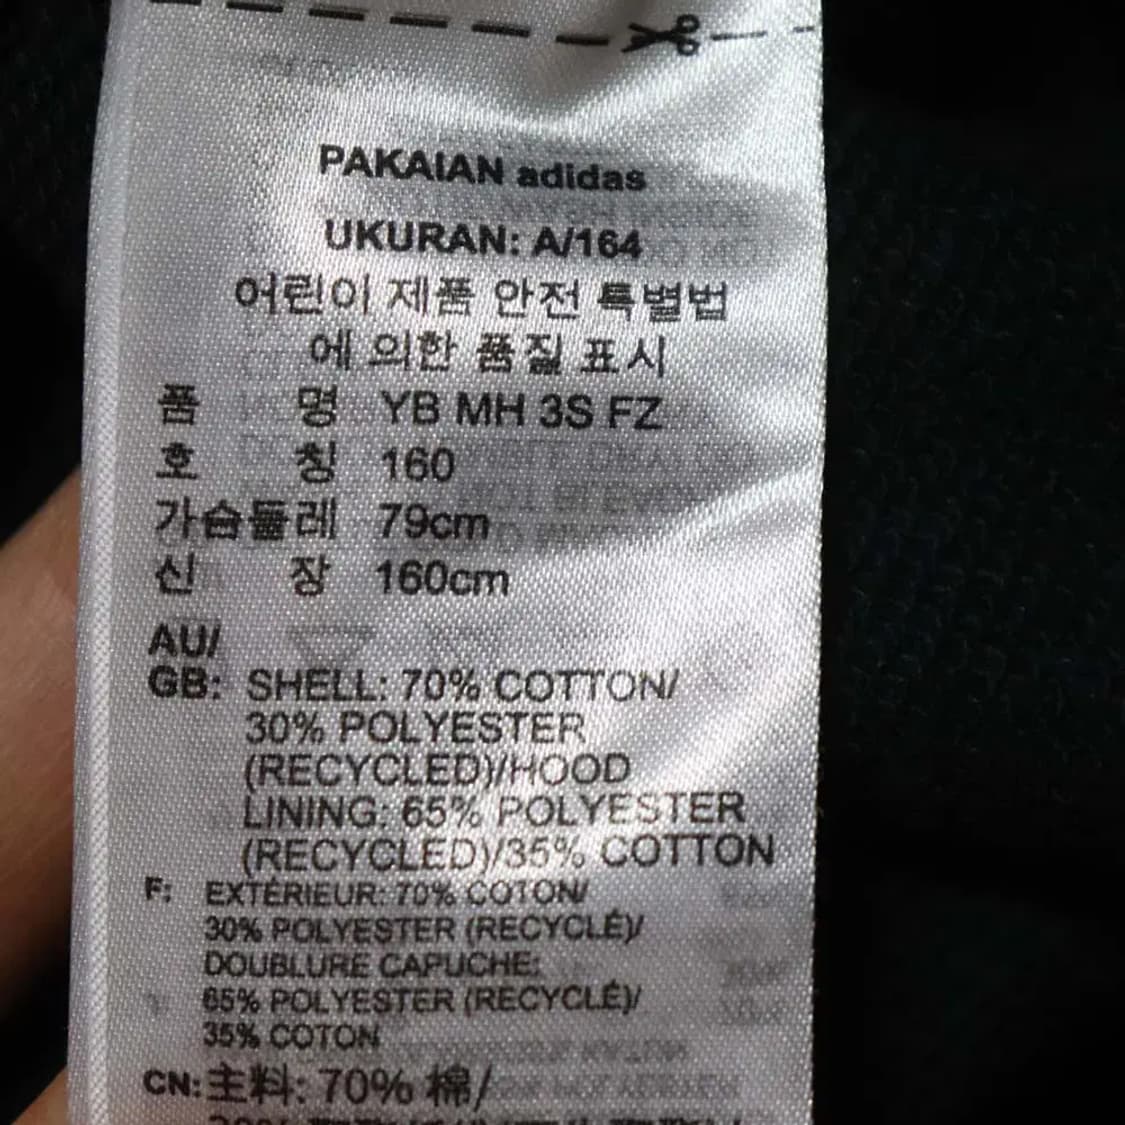 PAKAIAN adidas
UKURAN: A/164
어린이 제품 안전 특별법
에 의한 품질 표시
품 명 YB MH 3S FZ
호 칭 160
가슴둘레 79cm
신 장 160cm
AU/
GB: SHELL: 70% COTTON/
30% POLYESTER
(RECYCLED)/HOOD
LINING: 65% POLYESTER
(RECYCLED)/35% COTTON
F: EXTÉRIEUR: 70% COTON/
30% POLYESTER (RECYCLÉ)/
DOUBLURE CAPUCHE:
65% POLYESTER (RECYCLÉ)/
35% COTON
CN: 主料: 70% 棉/